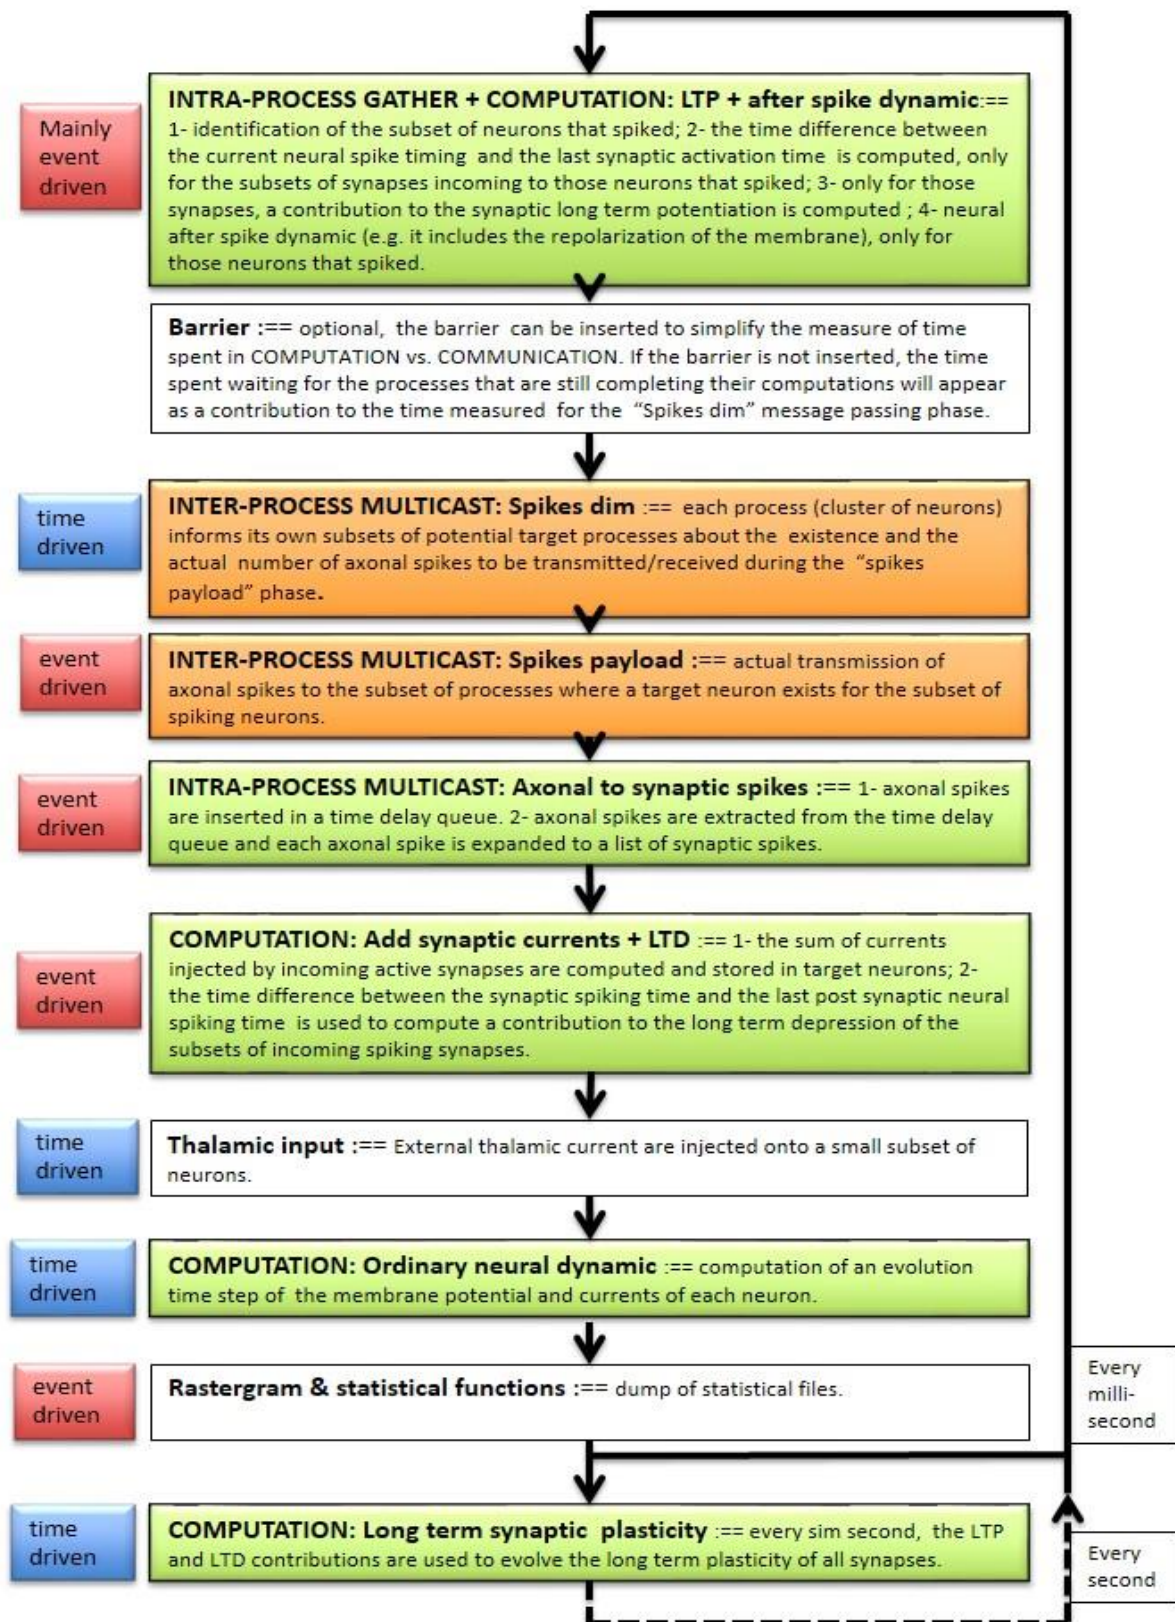 Mainly
event
driven
INTRA-PROCESS GATHER + COMPUTATION: LTP + after spike dynamic:==
1- identification of the subset of neurons that spiked; 2- the time difference between
the current neural spike timing and the last synaptic activation time is computed, only
for the subsets of synapses incoming to those neurons that spiked; 3- only for those
synapses, a contribution to the synaptic long term potentiation is computed ; 4- neural
after spike dynamic (e.g. it includes the repolarization of the membrane), only for
those neurons that spiked.
Barrier :== optional, the barrier can be inserted to simplify the measure of time
spent in COMPUTATION vs. COMMUNICATION. If the barrier is not inserted, the time
spent waiting for the processes that are still completing their computations will appear
as a contribution to the time measured for the “Spikes dim” message passing phase.
time
driven
INTER-PROCESS MULTICAST: Spikes dim :== each process (cluster of neurons)
informs its own subsets of potential target processes about the existence and the
actual number of axonal spikes to be transmitted/received during the “spikes
payload” phase.
event
driven
INTER-PROCESS MULTICAST: Spikes payload :== actual transmission of
axonal spikes to the subset of processes where a target neuron exists for the subset of
spiking neurons.
event
driven
INTRA-PROCESS MULTICAST: Axonal to synaptic spikes :== 1- axonal spikes
are inserted in a time delay queue. 2- axonal spikes are extracted from the time delay
queue and each axonal spike is expanded to a list of synaptic spikes.
event
driven
COMPUTATION: Add synaptic currents + LTD :== 1- the sum of currents
injected by incoming active synapses are computed and stored in target neurons; 2-
the time difference between the synaptic spiking time and the last post synaptic neural
spiking time is used to compute a contribution to the long term depression of the
subsets of incoming spiking synapses.
time
driven
Thalamic input :== External thalamic current are injected onto a small subset of
neurons.
time
driven
COMPUTATION: Ordinary neural dynamic :== computation of an evolution
time step of the membrane potential and currents of each neuron.
event
driven
Rastergram & statistical functions :== dump of statistical files.
Every
milli-
second
time
driven
COMPUTATION: Long term synaptic plasticity :== every sim second, the LTP
and LTD contributions are used to evolve the long term plasticity of all synapses.
Every
second